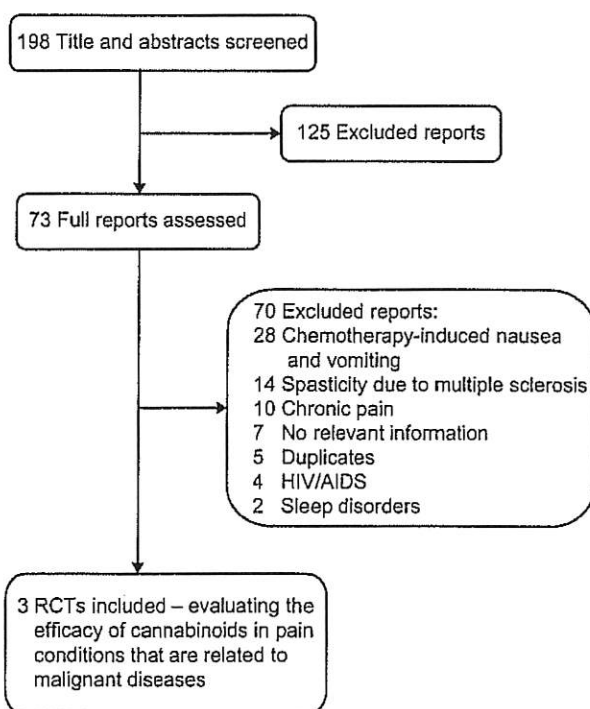 198 Title and abstracts screened
125 Excluded reports
73 Full reports assessed
70 Excluded reports:
28 Chemotherapy-induced nausea
and vomiting
14 Spasticity due to multiple sclerosis
10 Chronic pain
7 No relevant information
5 Duplicates
4 HIV/AIDS
2 Sleep disorders
3 RCTs included – evaluating the
efficacy of cannabinoids in pain
conditions that are related to
malignant diseases